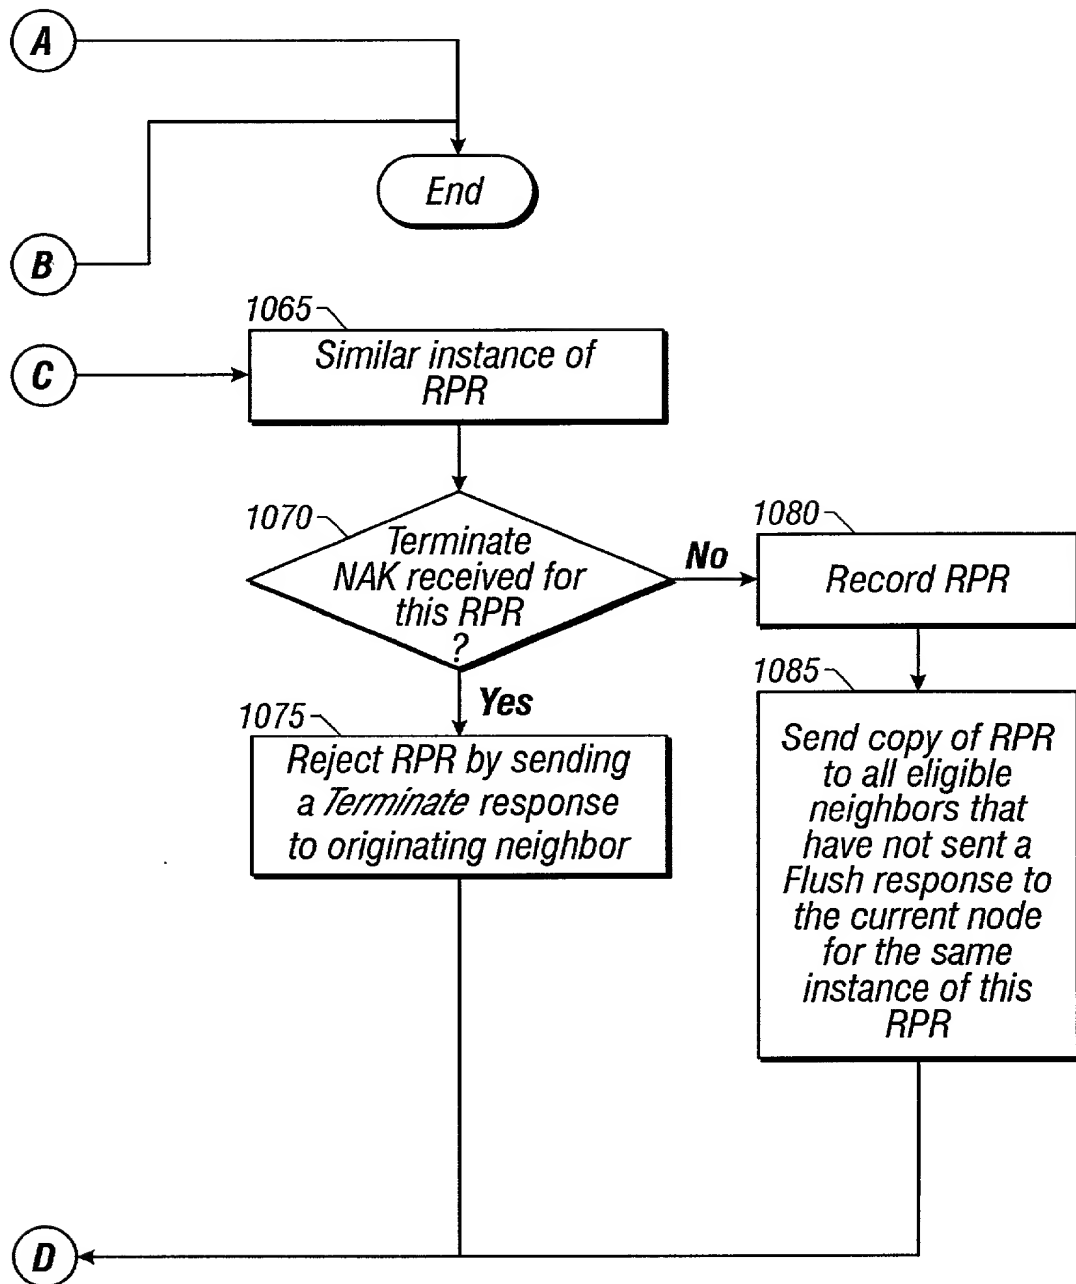 A
End
B
1065
Similar instance of
RPR
C
1070
Terminate
NAK received for
this RPR
?
No
1080
Record RPR
Yes
1075
Reject RPR by sending
a Terminate response
to originating neighbor
1085
Send copy of RPR
to all eligible
neighbors that
have not sent a
Flush response to
the current node
for the same
instance of this
RPR
D